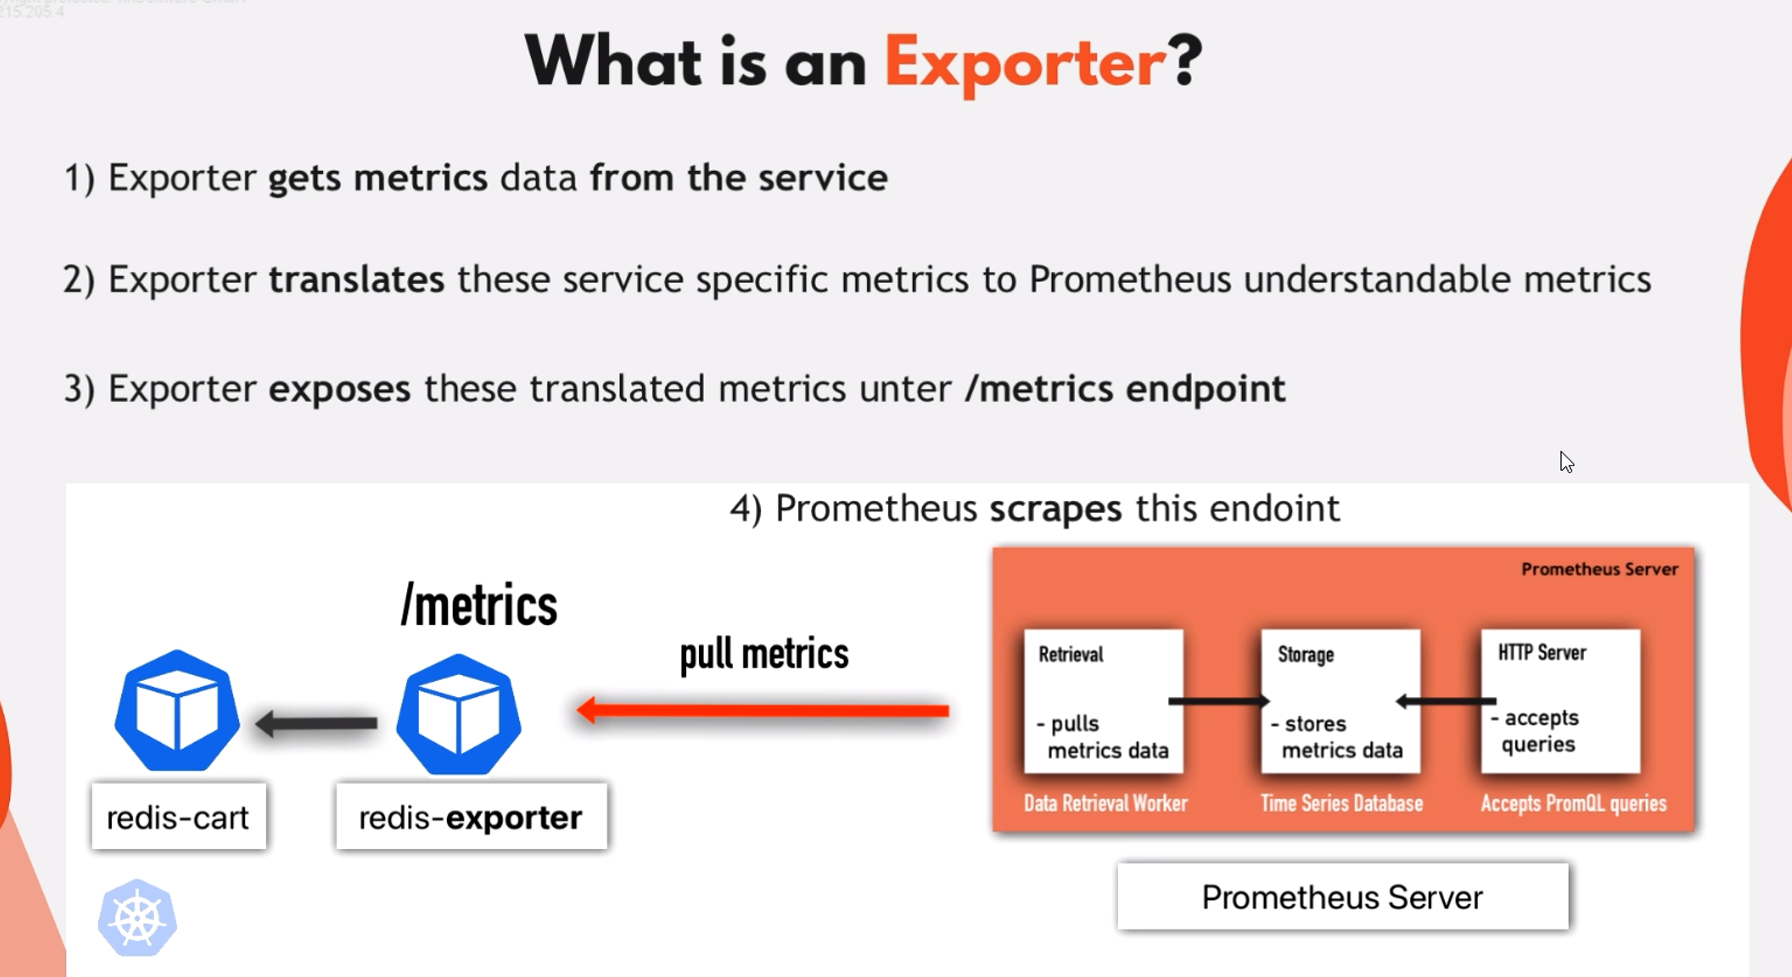 215.205.4
What is an Exporter?
1) Exporter gets metrics data from the service
2) Exporter translates these service specific metrics to Prometheus understandable metrics
3) Exporter exposes these translated metrics unter /metrics endpoint
4) Prometheus scrapes this endoint
/metrics
pull metrics
redis-cart
redis-exporter
Prometheus Server
Retrieval
- pulls
metrics data
Data Retrieval Worker
Storage
- stores
metrics data
Time Series Database
HTTP Server
- accepts
queries
Accepts PromQL queries
Prometheus Server